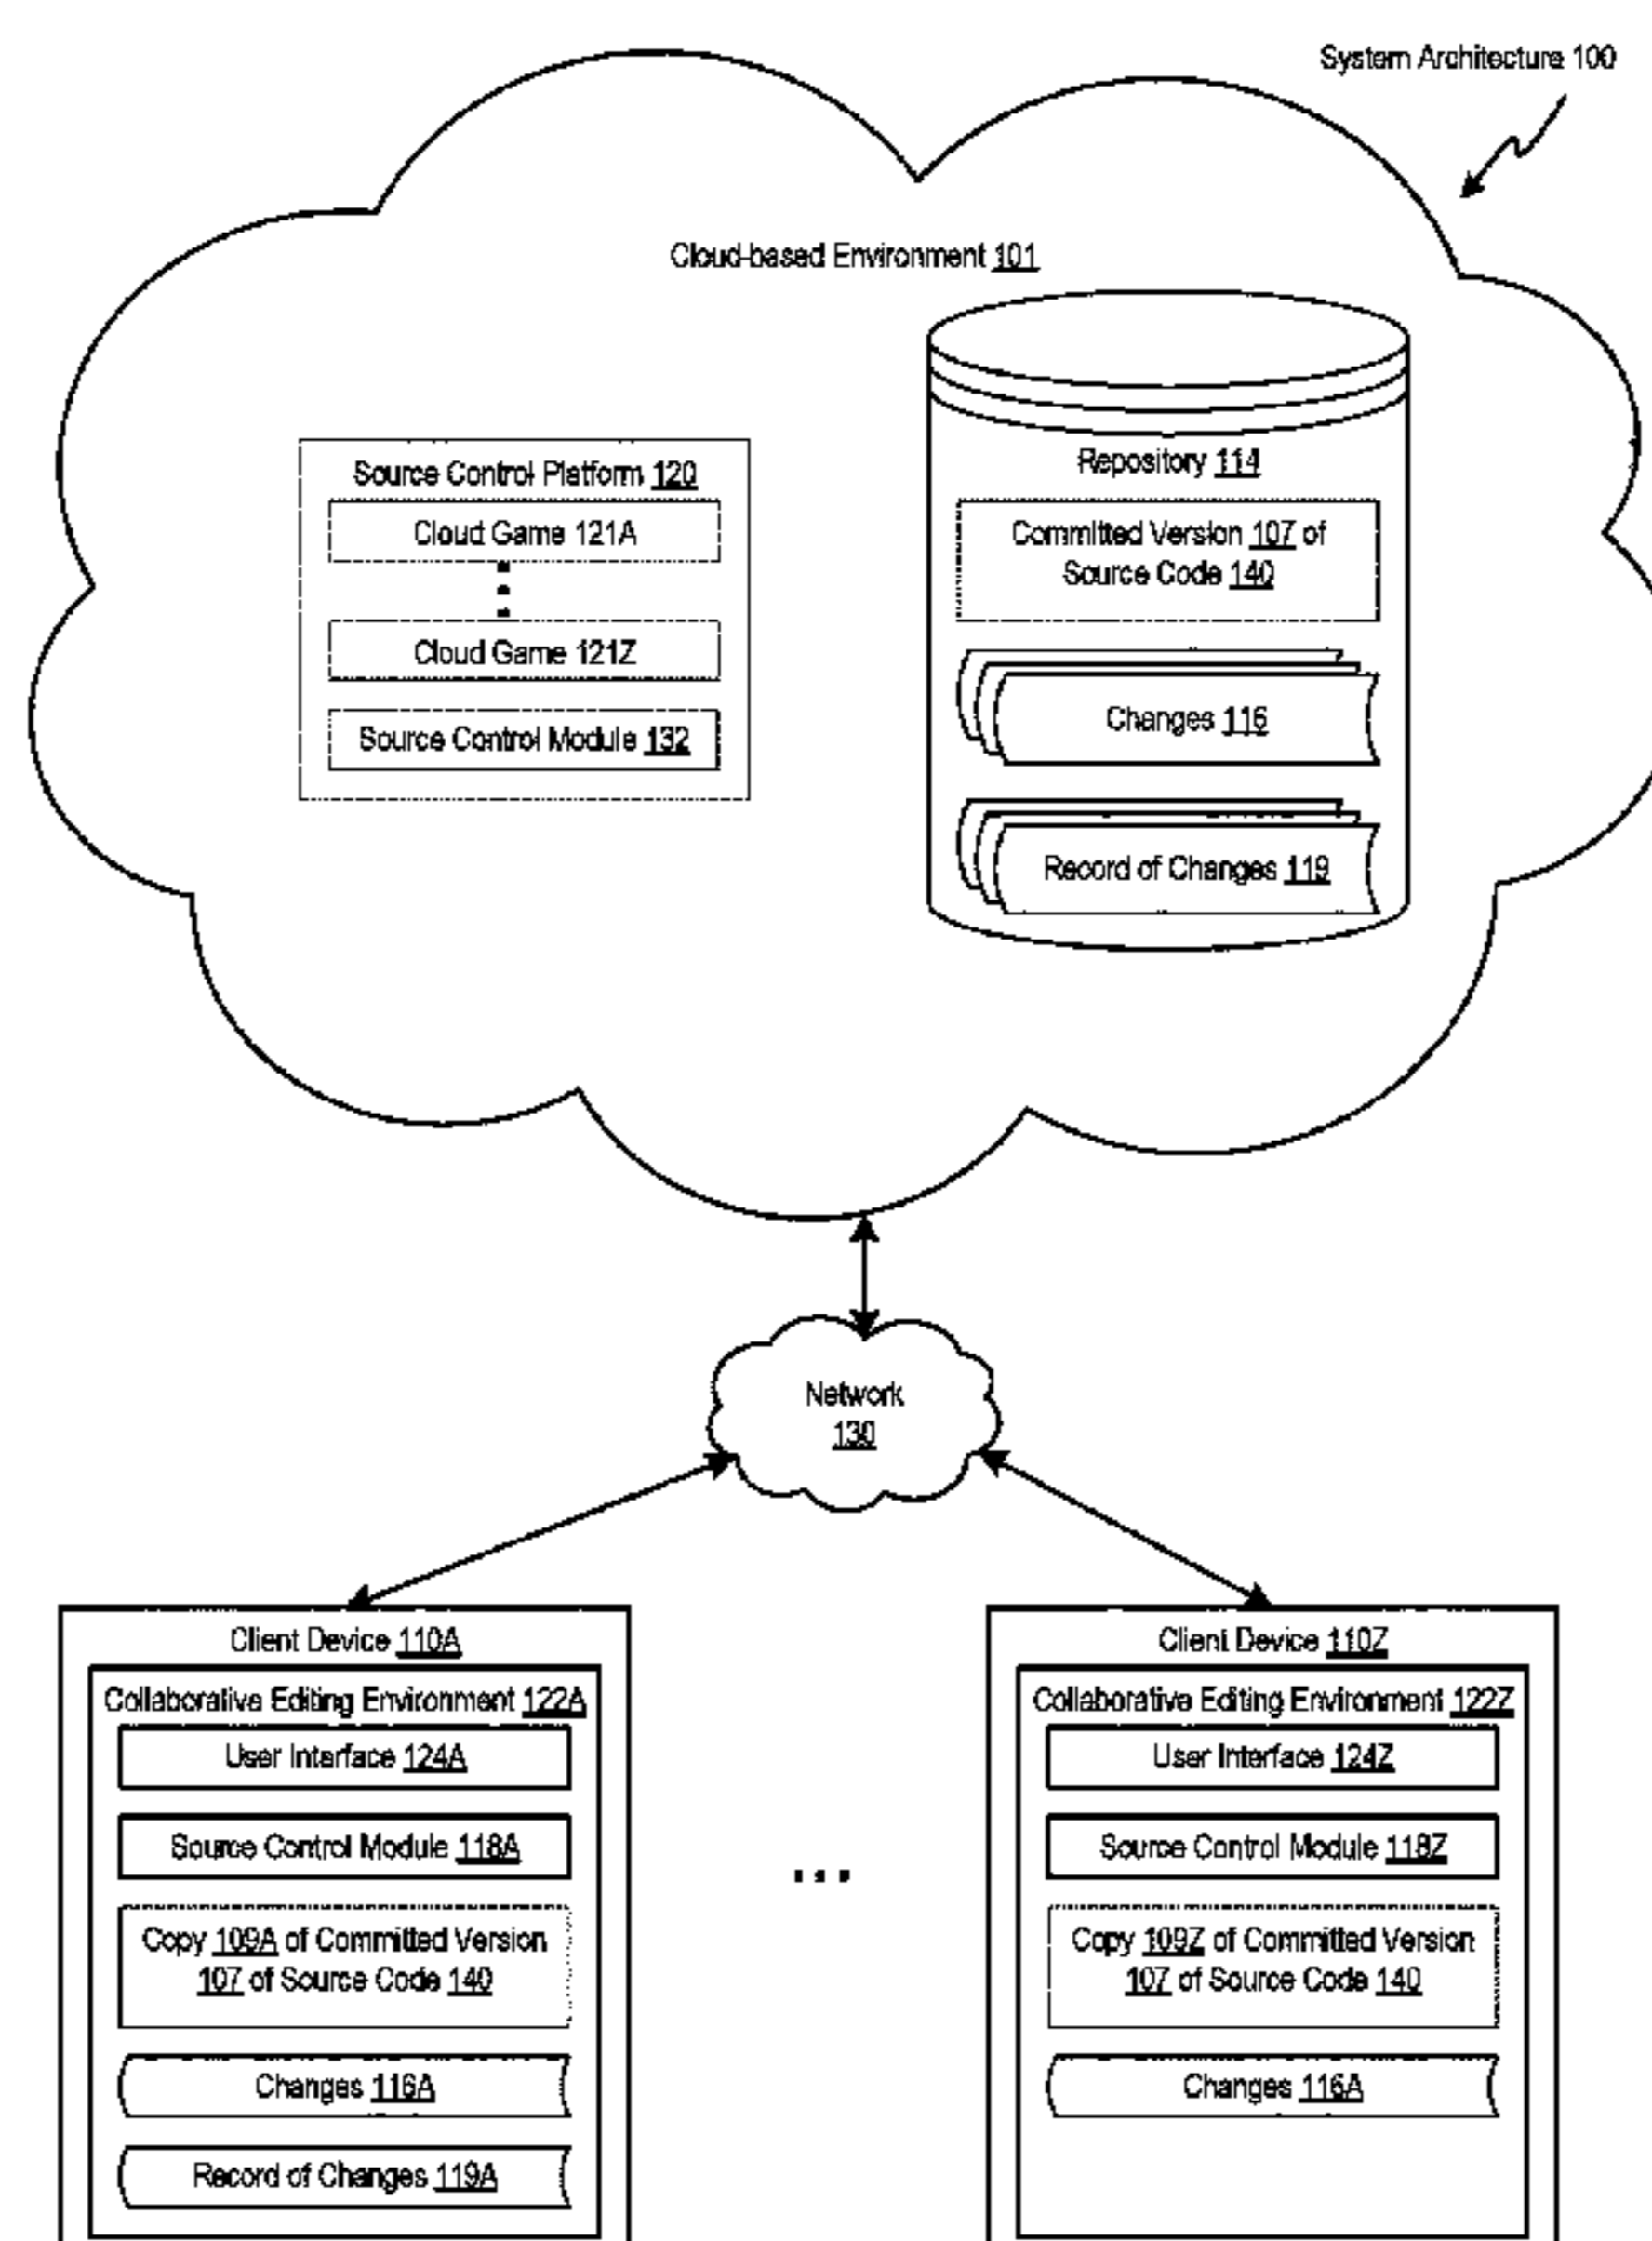 System Architecture 100
Cloud-based Environment 101
Source Control Platform 120
Cloud Game 121A
Cloud Game 121Z
Source Control Module 132
Repository 114
Committed Version 107 of
Source Code 140
Changes 116
Record of Changes 119
Network
130
Client Device 110A
Collaborative Editing Environment 122A
User Interface 124A
Source Control Module 118A
Copy 109A of Committed Version
107 of Source Code 140
Changes 116A
Record of Changes 119A
...
Client Device 110Z
Collaborative Editing Environment 122Z
User Interface 124Z
Source Control Module 118Z
Copy 109Z of Committed Version
107 of Source Code 140
Changes 116A